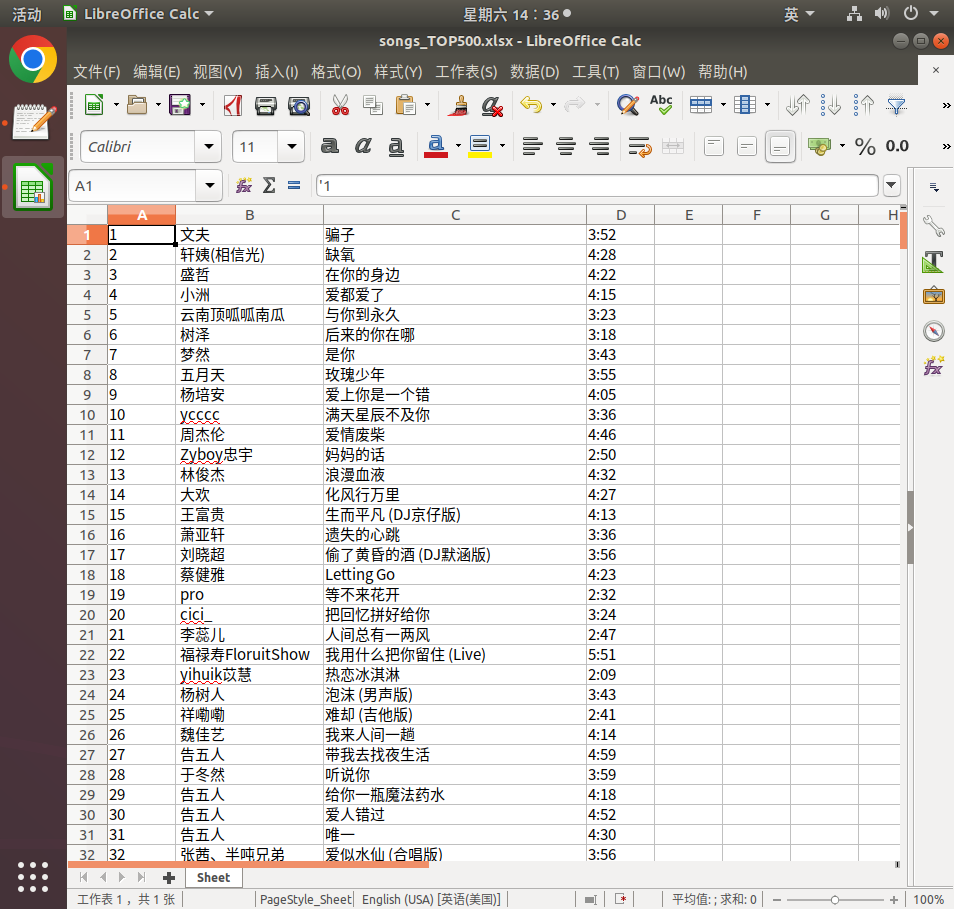 活动 LibreOffice Calc 星期六 14：36 英
songs_TOP500.xlsx - LibreOffice Calc
文件(F) 编辑(E) 视图(V) 插入(I) 格式(O) 样式(Y) 工作表(S) 数据(D) 工具(T) 窗口(W) 帮助(H)
Abc
Calibri 11 a a a a % 0.0
A1 fx Σ = '1
A B C D E F G H
1 1 文夫 骗子 3:52
2 2 轩姨(相信光) 缺氧 4:28
3 3 盛哲 在你的身边 4:22
4 4 小洲 爱都爱了 4:15
5 5 云南顶呱呱南瓜 与你到永久 3:23
6 6 树泽 后来的你在哪 3:18
7 7 梦然 是你 3:43
8 8 五月天 玫瑰少年 3:55
9 9 杨培安 爱上你是一个错 4:05
10 10 ycccc 满天星辰不及你 3:36
11 11 周杰伦 爱情废柴 4:46
12 12 Zyboy忠宇 妈妈的话 2:50
13 13 林俊杰 浪漫血液 4:32
14 14 大欢 化风行万里 4:27
15 15 王富贵 生而平凡 (DJ京仔版) 4:13
16 16 萧亚轩 遗失的心跳 3:36
17 17 刘晓超 偷了黄昏的酒 (DJ默涵版) 3:56
18 18 蔡健雅 Letting Go 4:23
19 19 pro 等不来花开 2:32
20 20 cici_ 把回忆拼好给你 3:24
21 21 李蕊儿 人间总有一两风 2:47
22 22 福禄寿FloruitShow 我用什么把你留住 (Live) 5:51
23 23 yihuik苡慧 热恋冰淇淋 2:09
24 24 杨树人 泡沫 (男声版) 3:43
25 25 祥嘞嘞 难却 (吉他版) 2:41
26 26 魏佳艺 我来人间一趟 4:14
27 27 告五人 带我去找夜生活 4:59
28 28 于冬然 听说你 3:59
29 29 告五人 给你一瓶魔法药水 4:18
30 30 告五人 爱人错过 4:52
31 31 告五人 唯一 4:30
32 32 张茜、半吨兄弟 爱似水仙 (合唱版) 3:56
Sheet
工作表 1 ，共 1 张 PageStyle_Sheet English (USA) [英语(美国)] 平均值: ; 求和: 0 100%